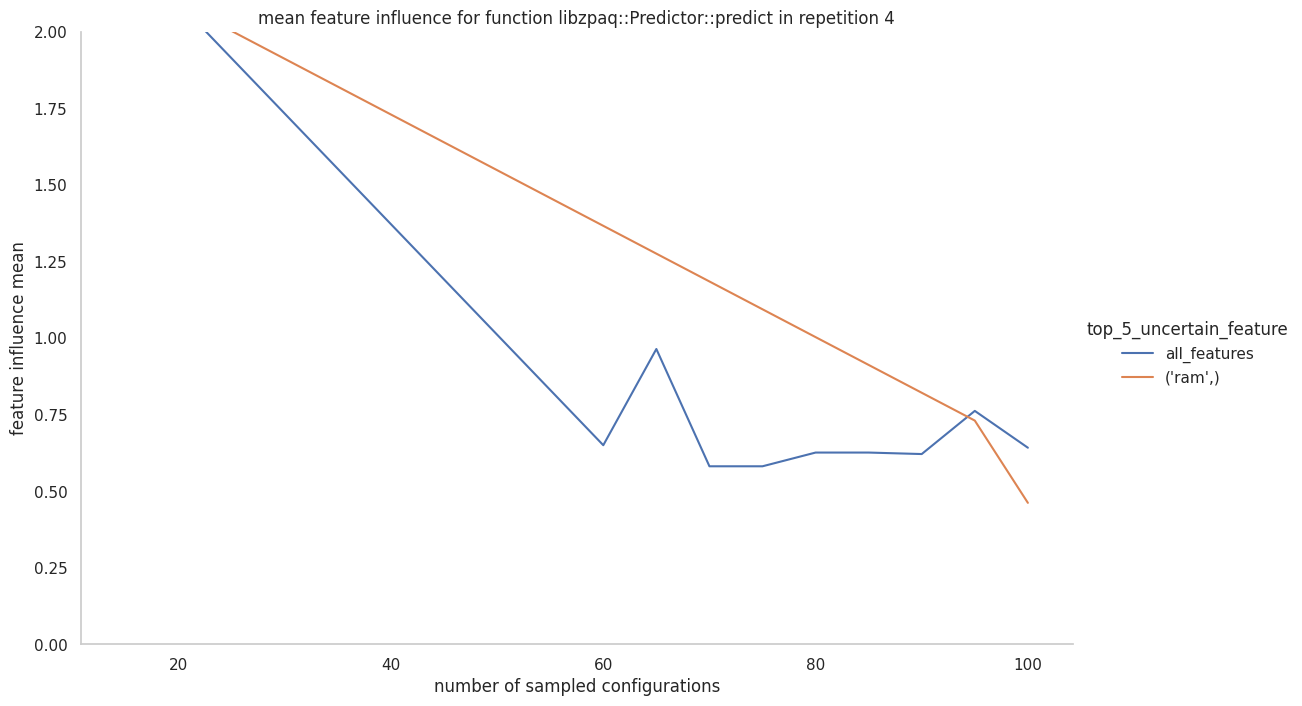 mean feature influence for function libzpaq::Predictor::predict in repetition 4
2.00
1.75
1.50
1.25
1.00
0.75
0.50
0.25
0.00
feature influence mean
20
40
60
80
100
number of sampled configurations
top_5_uncertain_feature
all_features
('ram',)